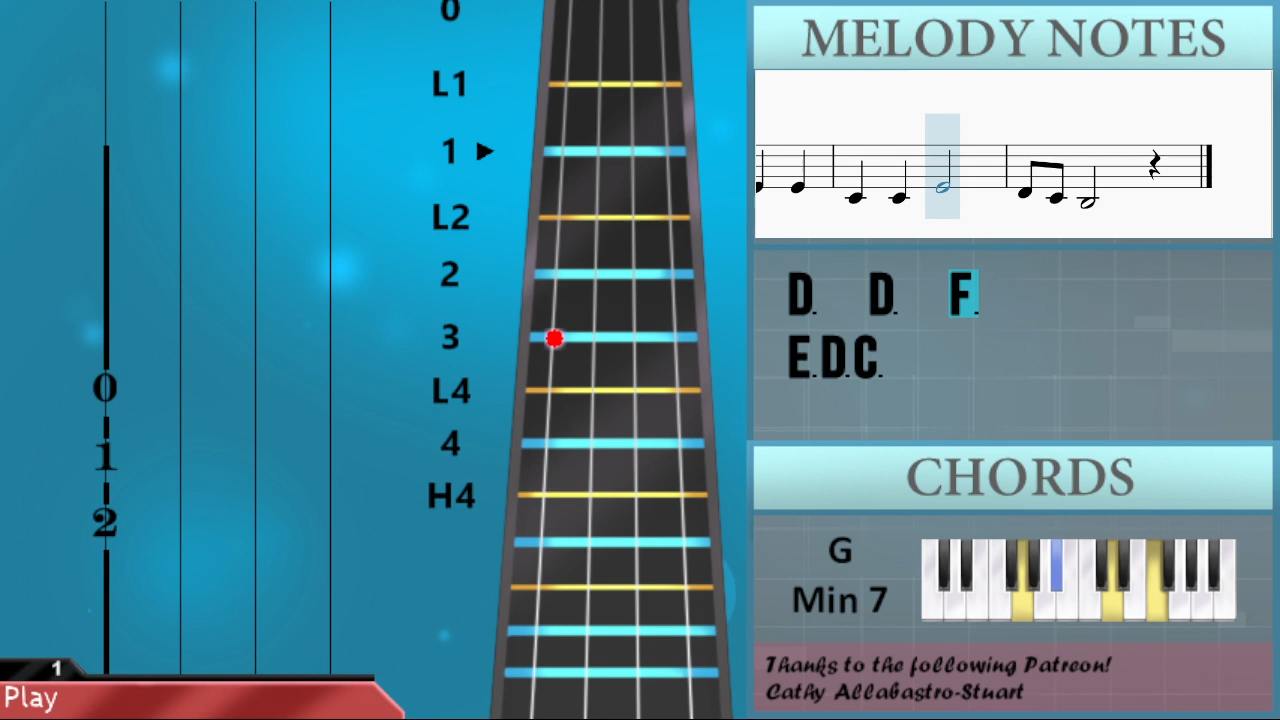 0
L1
1 ►
L2
2
3
L4
4
H4
0
1
2
1
Play
MELODY NOTES
D. D. F.
E.D.C.
CHORDS
G
Min 7
Thanks to the following Patreon!
Cathy Allabastro-Stuart